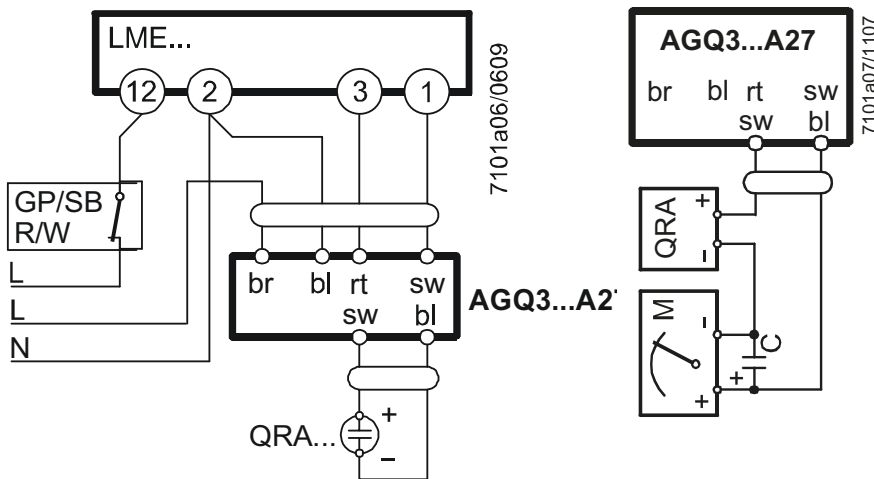 LME...
12 2 3 1
GP/SB
R/W
L
L
N
br bl rt sw
sw bl
AGQ3...A27
QRA...
+
–
7101a06/0609
AGQ3...A27
br bl rt sw
sw bl
QRA
+
-
M
-
+
C
+
7101a07/1107